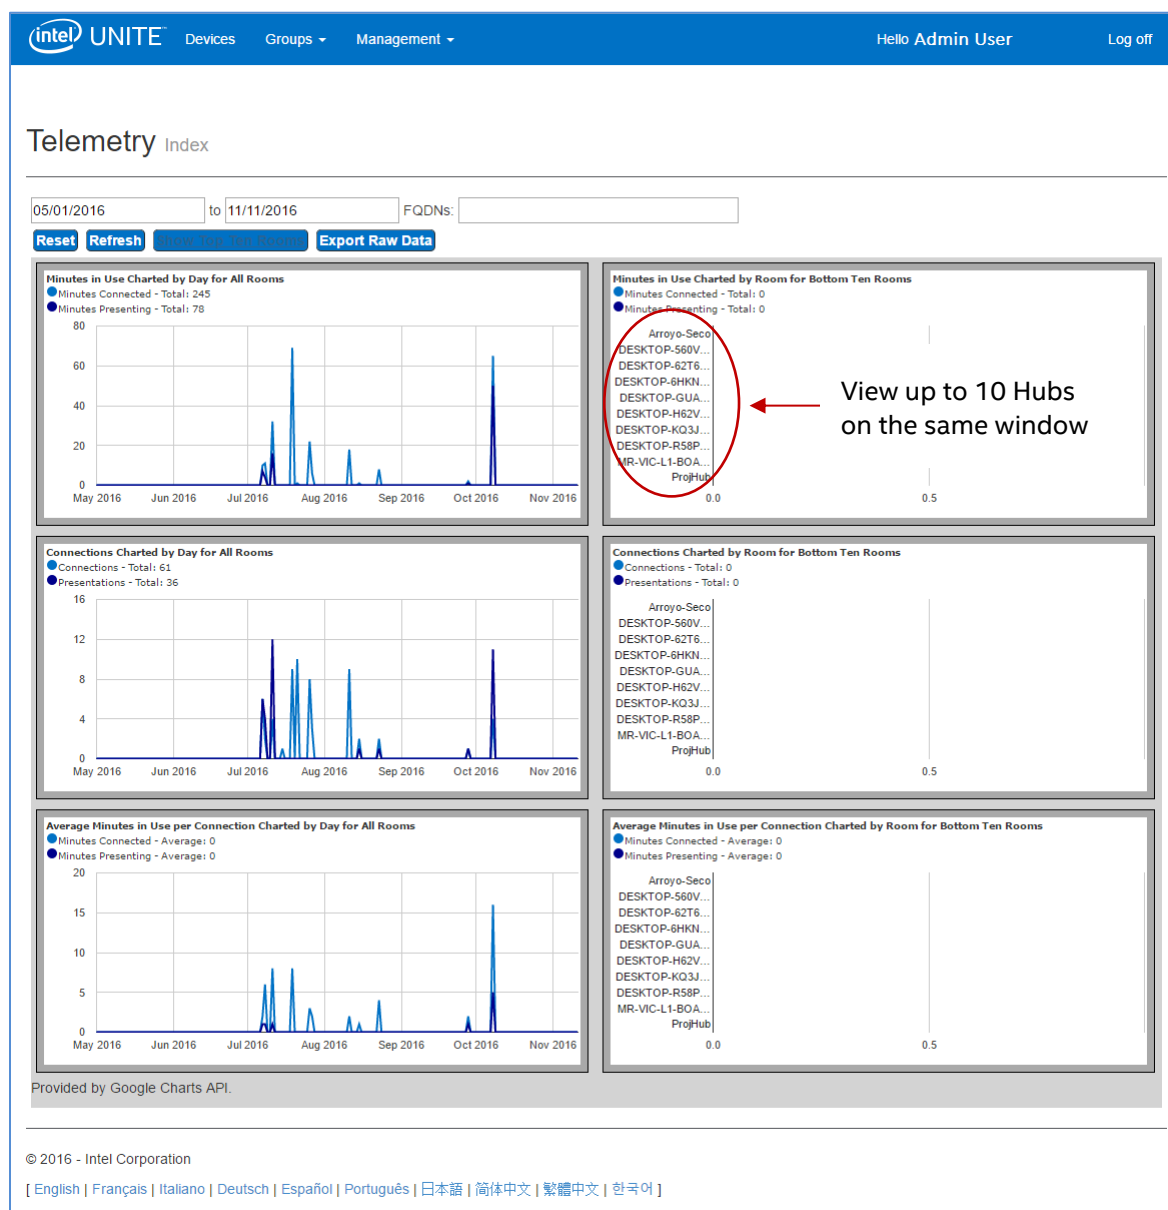 intel UNITE™ Devices Groups Management Hello Admin User Log off
Telemetry Index
05/01/2016 to 11/11/2016 FQDNs:
Reset Refresh Show Top Ten Rooms Export Raw Data
Minutes in Use Charted by Day for All Rooms
Minutes Connected - Total: 245
Minutes Presenting - Total: 78
80
60
40
20
0
May 2016 Jun 2016 Jul 2016 Aug 2016 Sep 2016 Oct 2016 Nov 2016
Minutes in Use Charted by Room for Bottom Ten Rooms
Minutes Connected - Total: 0
Minutes Presenting - Total: 0
Arroyo-Seco
DESKTOP-560V...
DESKTOP-62T6...
DESKTOP-6HKN...
DESKTOP-GUA...
DESKTOP-H62V...
DESKTOP-KQ3J...
DESKTOP-R58P...
MR-VIC-L1-BOA...
ProjHub
0.0 0.5
View up to 10 Hubs
on the same window
Connections Charted by Day for All Rooms
Connections - Total: 61
Presentations - Total: 36
16
12
8
4
0
May 2016 Jun 2016 Jul 2016 Aug 2016 Sep 2016 Oct 2016 Nov 2016
Connections Charted by Room for Bottom Ten Rooms
Connections - Total: 0
Presentations - Total: 0
Arroyo-Seco
DESKTOP-560V...
DESKTOP-62T6...
DESKTOP-6HKN...
DESKTOP-GUA...
DESKTOP-H62V...
DESKTOP-KQ3J...
DESKTOP-R58P...
MR-VIC-L1-BOA...
ProjHub
0.0 0.5
Average Minutes in Use per Connection Charted by Day for All Rooms
Minutes Connected - Average: 0
Minutes Presenting - Average: 0
20
15
10
5
0
May 2016 Jun 2016 Jul 2016 Aug 2016 Sep 2016 Oct 2016 Nov 2016
Average Minutes in Use per Connection Charted by Room for Bottom Ten Rooms
Minutes Connected - Average: 0
Minutes Presenting - Average: 0
Arroyo-Seco
DESKTOP-560V...
DESKTOP-62T6...
DESKTOP-6HKN...
DESKTOP-GUA...
DESKTOP-H62V...
DESKTOP-KQ3J...
DESKTOP-R58P...
MR-VIC-L1-BOA...
ProjHub
0.0 0.5
Provided by Google Charts API.
© 2016 - Intel Corporation
[ English | Français | Italiano | Deutsch | Español | Português | 日本語 | 简体中文 | 繁體中文 | 한국어 ]